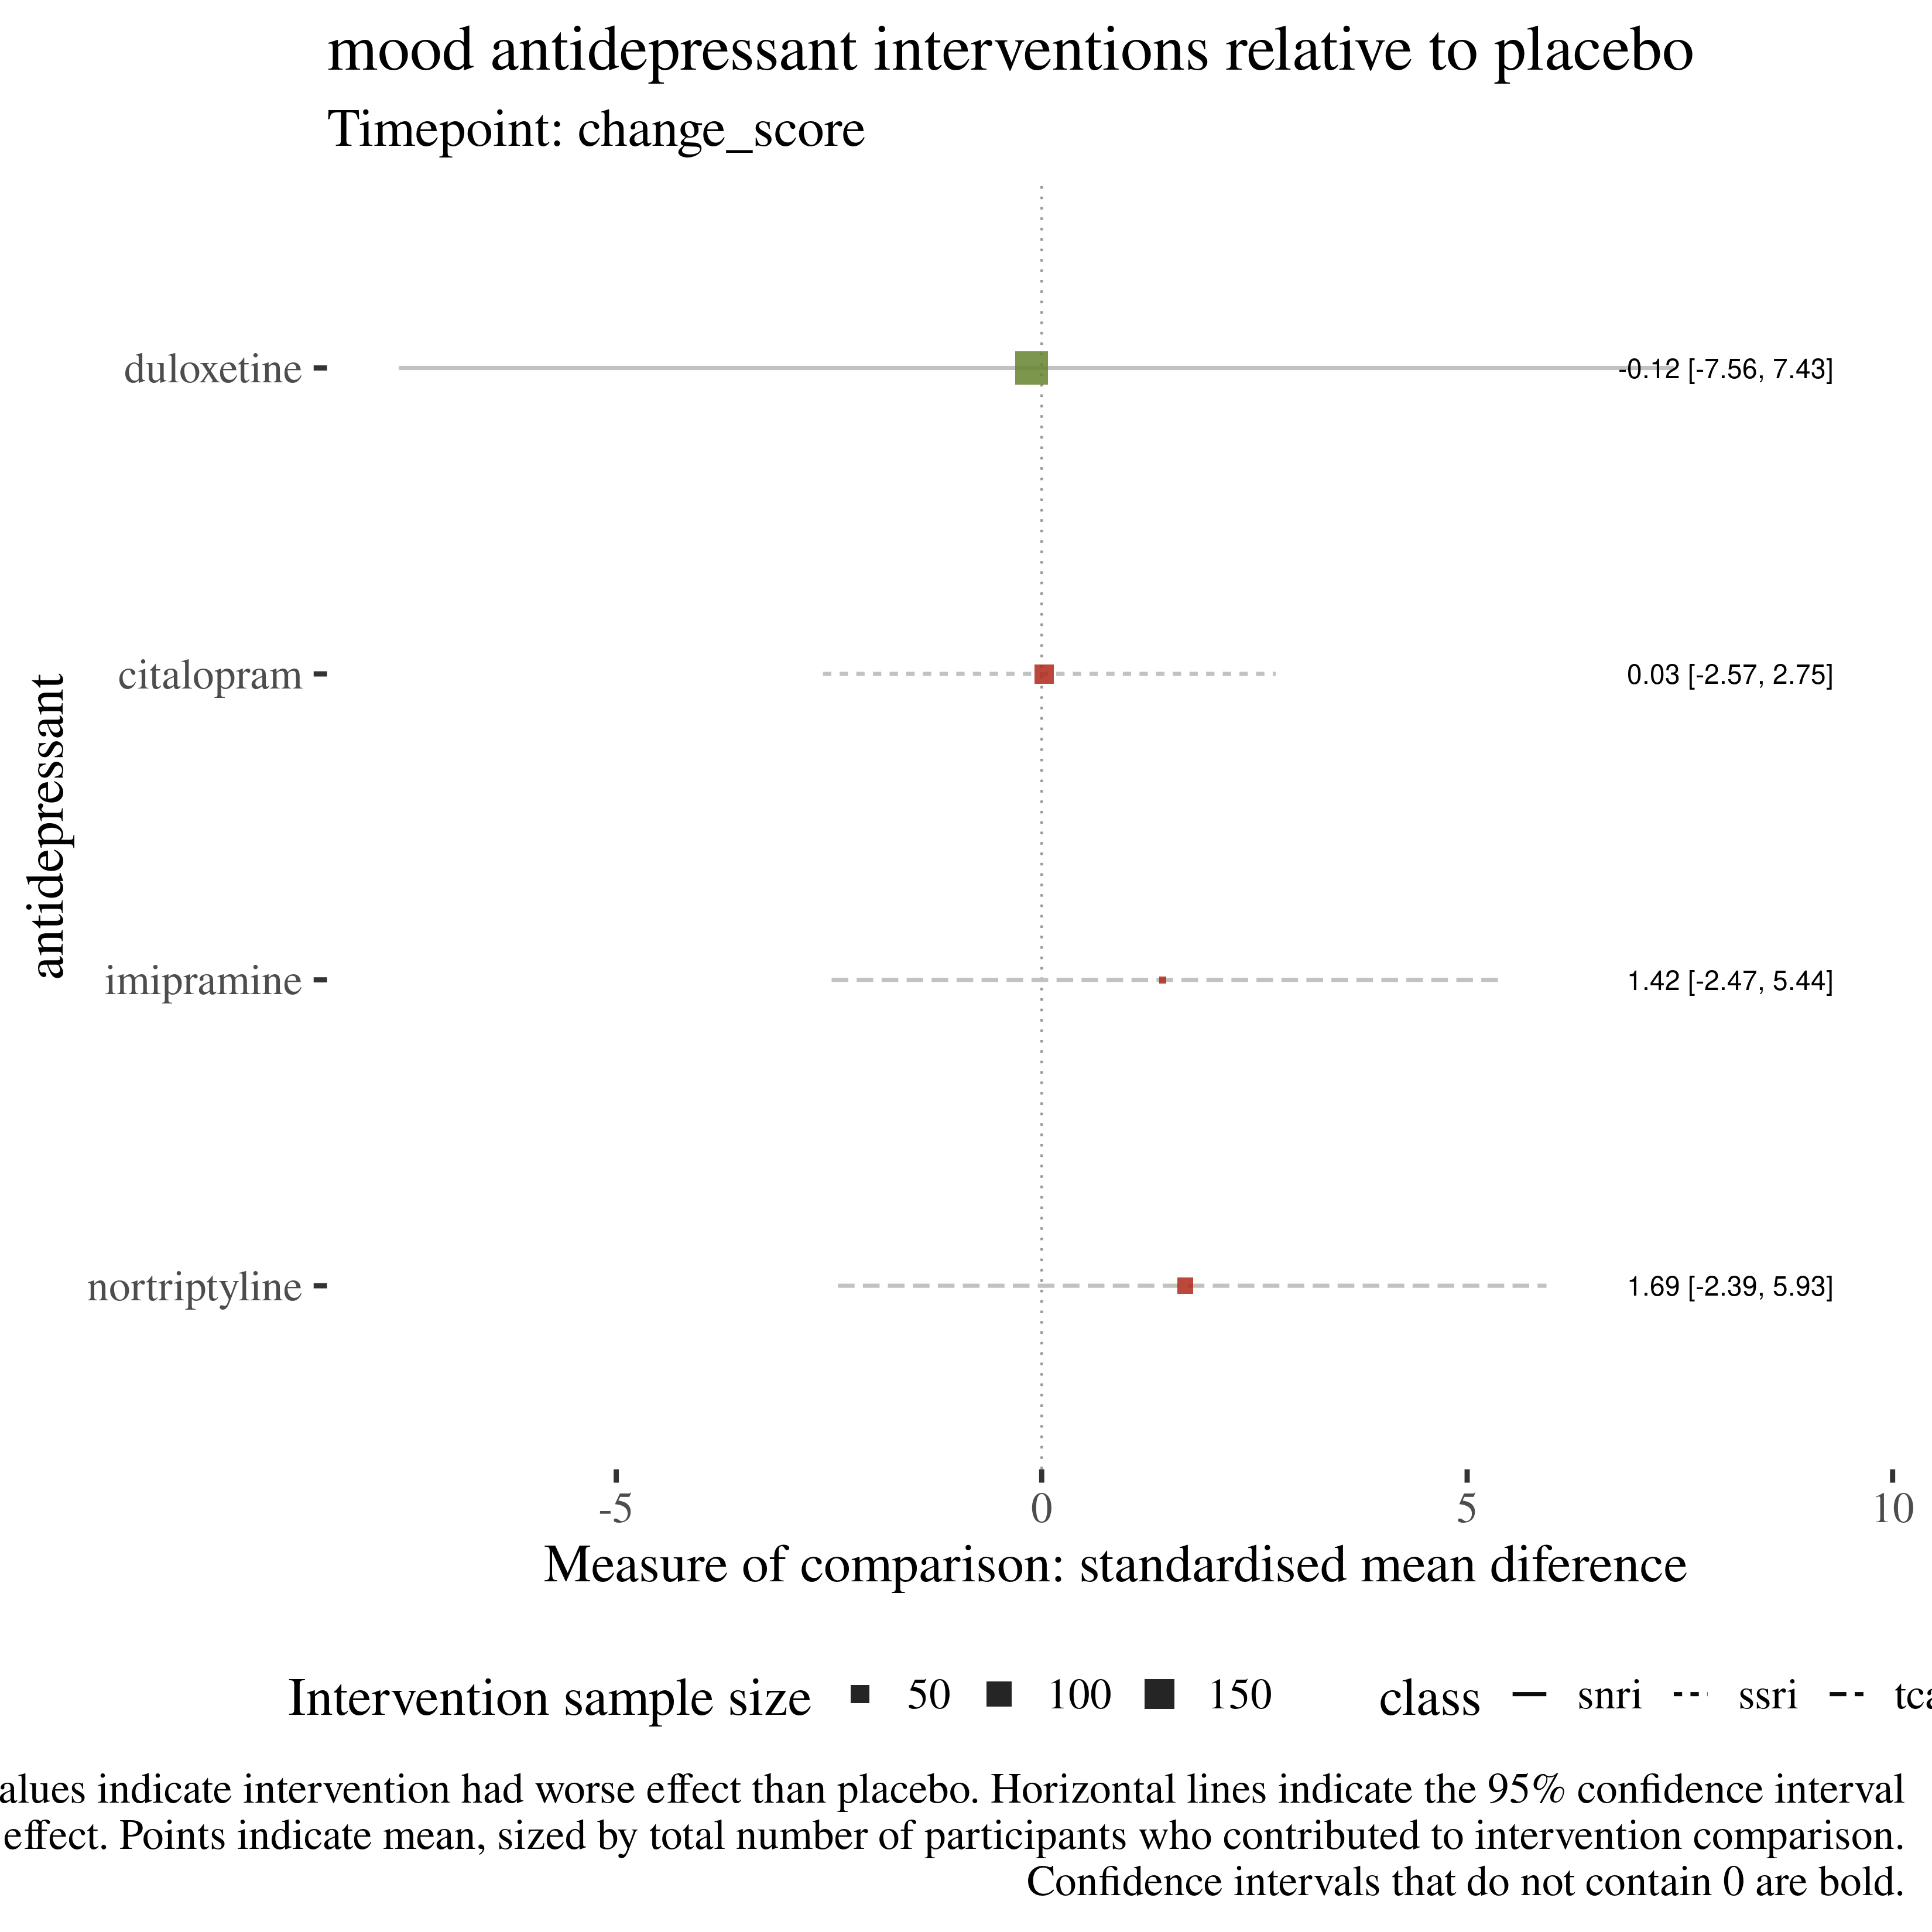 mood antidepressant interventions relative to placebo
Timepoint: change_score
antidepressant
duloxetine
-0.12 [-7.56, 7.43]
citalopram
0.03 [-2.57, 2.75]
imipramine
1.42 [-2.47, 5.44]
nortriptyline
1.69 [-2.39, 5.93]
-5 0 5 10
Measure of comparison: standardised mean diference
Intervention sample size 50 100 150 class snri ssri
indicate intervention had worse effect than placebo. Horizontal lines indicate the 95% confidence interval
effect. Points indicate mean, sized by total number of participants who contributed to intervention comparison.
Confidence intervals that do not contain 0 are bold.